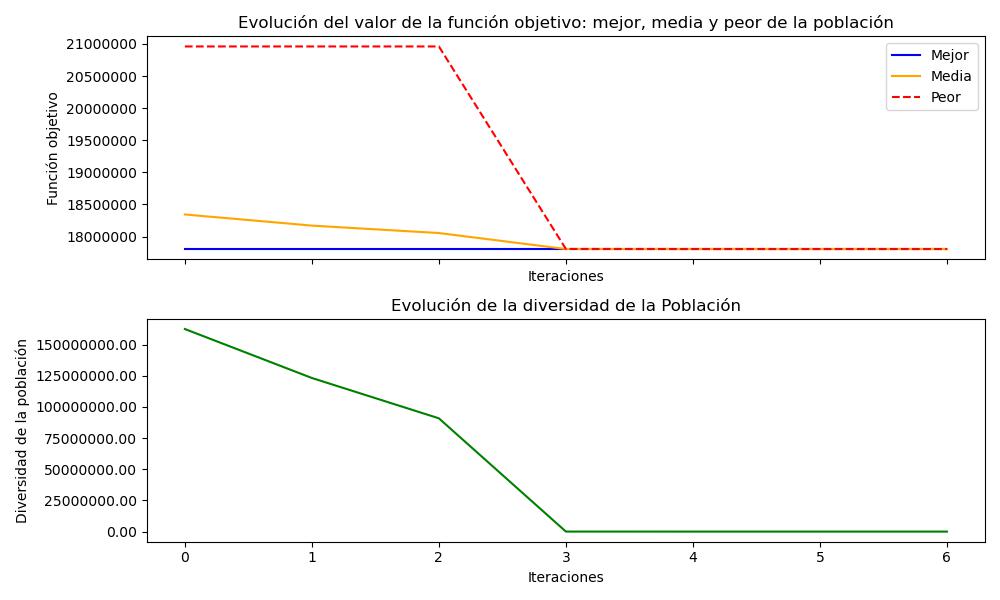 Evolución del valor de la función objetivo: mejor, media y peor de la población
21000000
20500000
20000000
19500000
19000000
18500000
18000000
Función objetivo
Mejor
Media
Peor
Iteraciones
Evolución de la diversidad de la Población
150000000.00
125000000.00
100000000.00
75000000.00
50000000.00
25000000.00
0.00
Diversidad de la población
0 1 2 3 4 5 6
Iteraciones